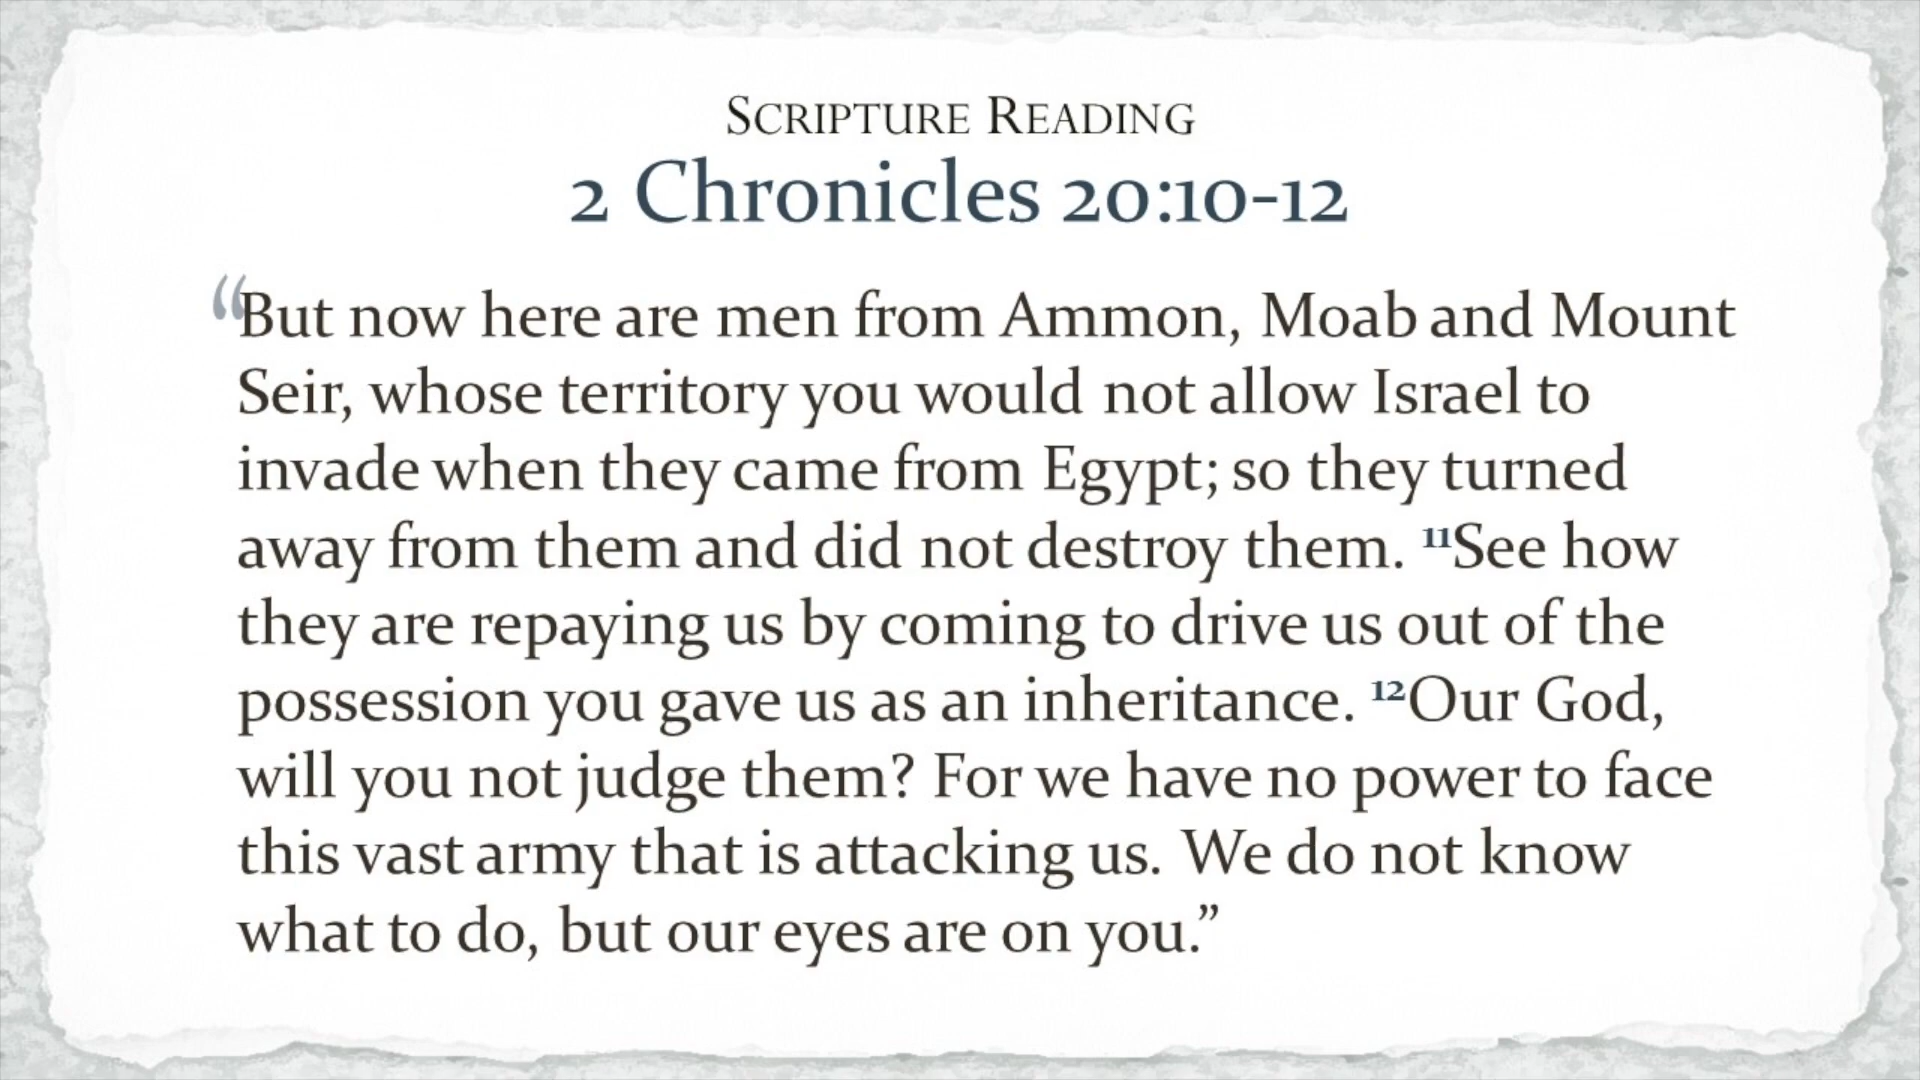 SCRIPTURE READING
2 Chronicles 20:10-12
“But now here are men from Ammon, Moab and Mount
Seir, whose territory you would not allow Israel to
invade when they came from Egypt; so they turned
away from them and did not destroy them. ¹¹See how
they are repaying us by coming to drive us out of the
possession you gave us as an inheritance. ¹²Our God,
will you not judge them? For we have no power to face
this vast army that is attacking us. We do not know
what to do, but our eyes are on you.”